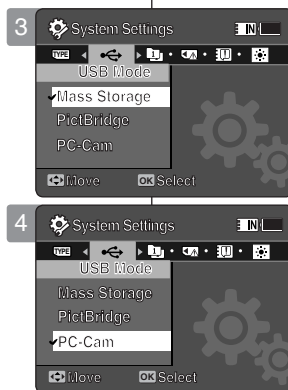 3
System Settings
IN
TYPE
USB Mode
Mass Storage
PictBridge
PC-Cam
Move OK Select
4
System Settings
IN
TYPE
USB Mode
Mass Storage
PictBridge
PC-Cam
Move OK Select